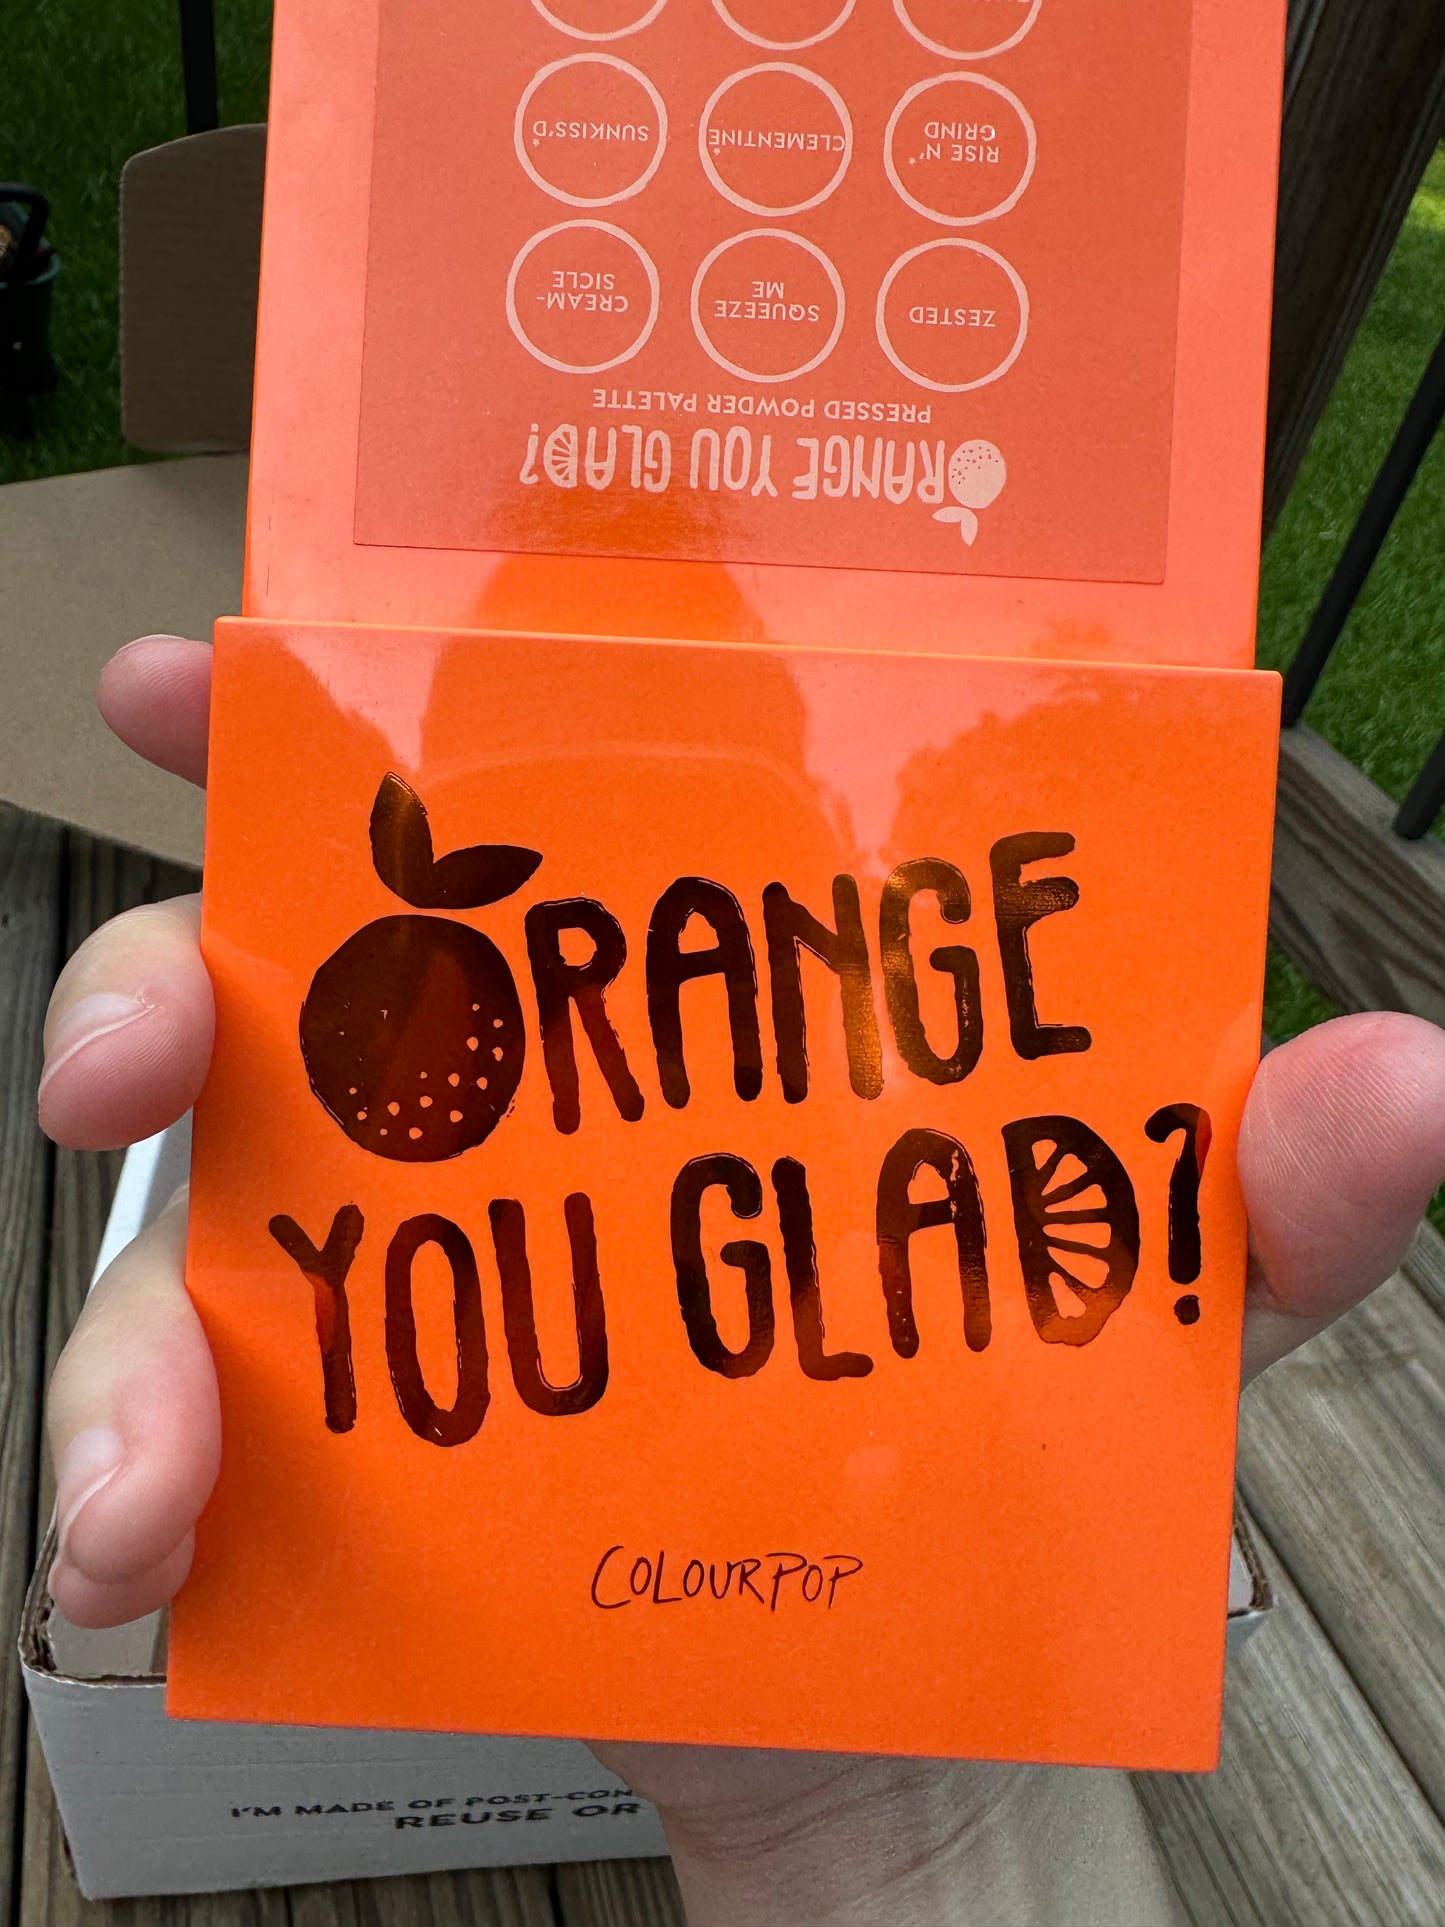 ORANGE YOU GLAD?
PRESSED POWDER PALETTE
CREAM-
SICLE
SQUEEZE
ME
ZESTED
SUNKISS'D*
CLEMENTINE*
RISE N'*
GRIND
ORANGE
YOU GLAD?
COLOURPOP
I'M MADE OF POST-CON
REUSE OR